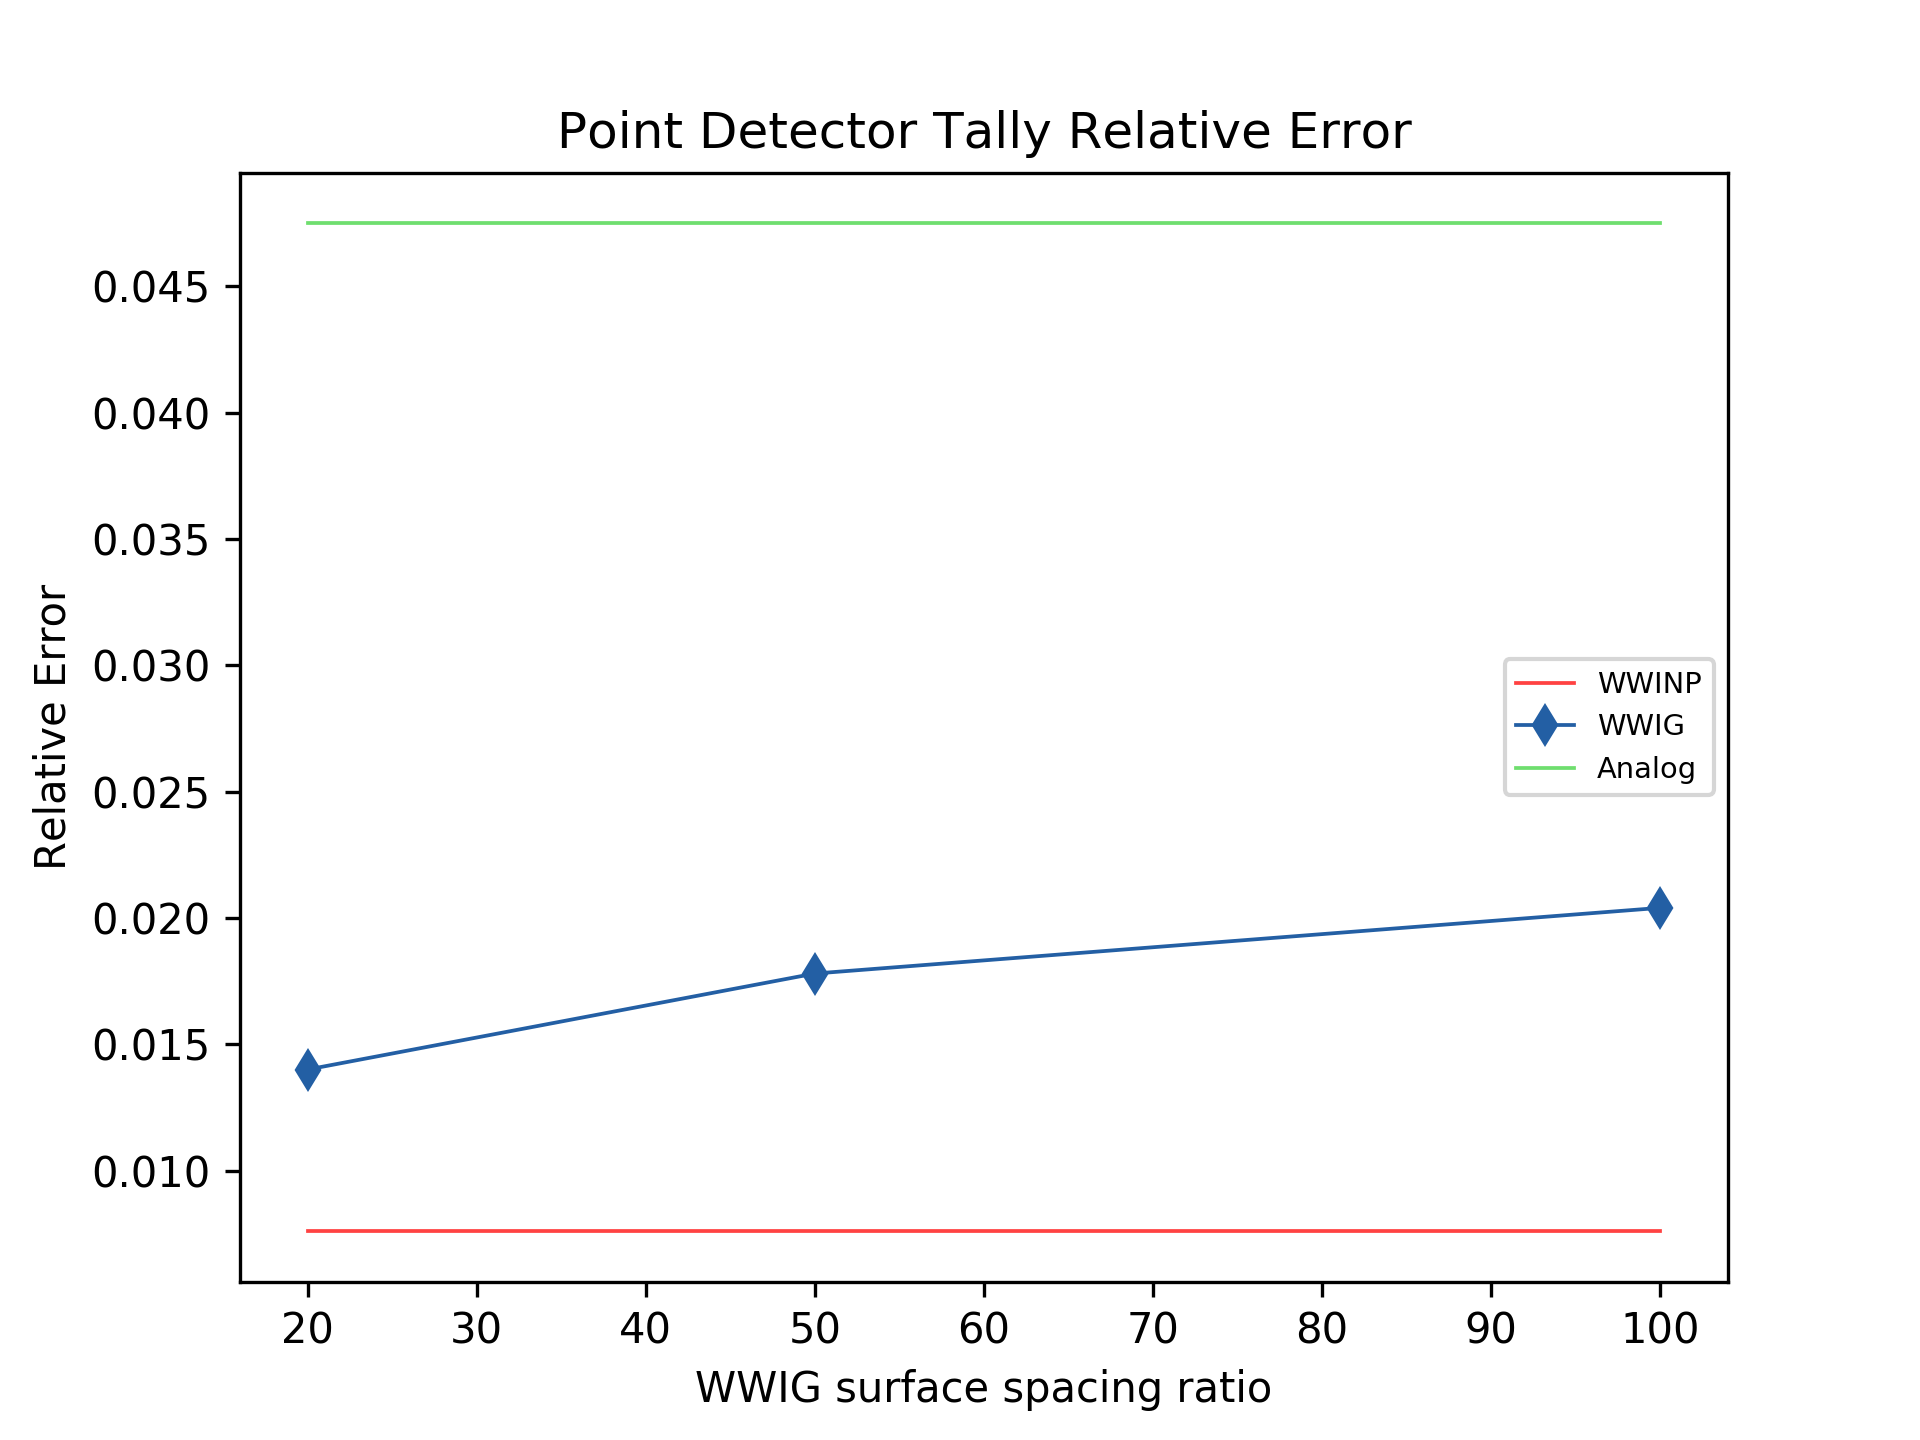 Point Detector Tally Relative Error
Relative Error
0.045
0.040
0.035
0.030
0.025
0.020
0.015
0.010
WWINP
WWIG
Analog
20 30 40 50 60 70 80 90 100
WWIG surface spacing ratio